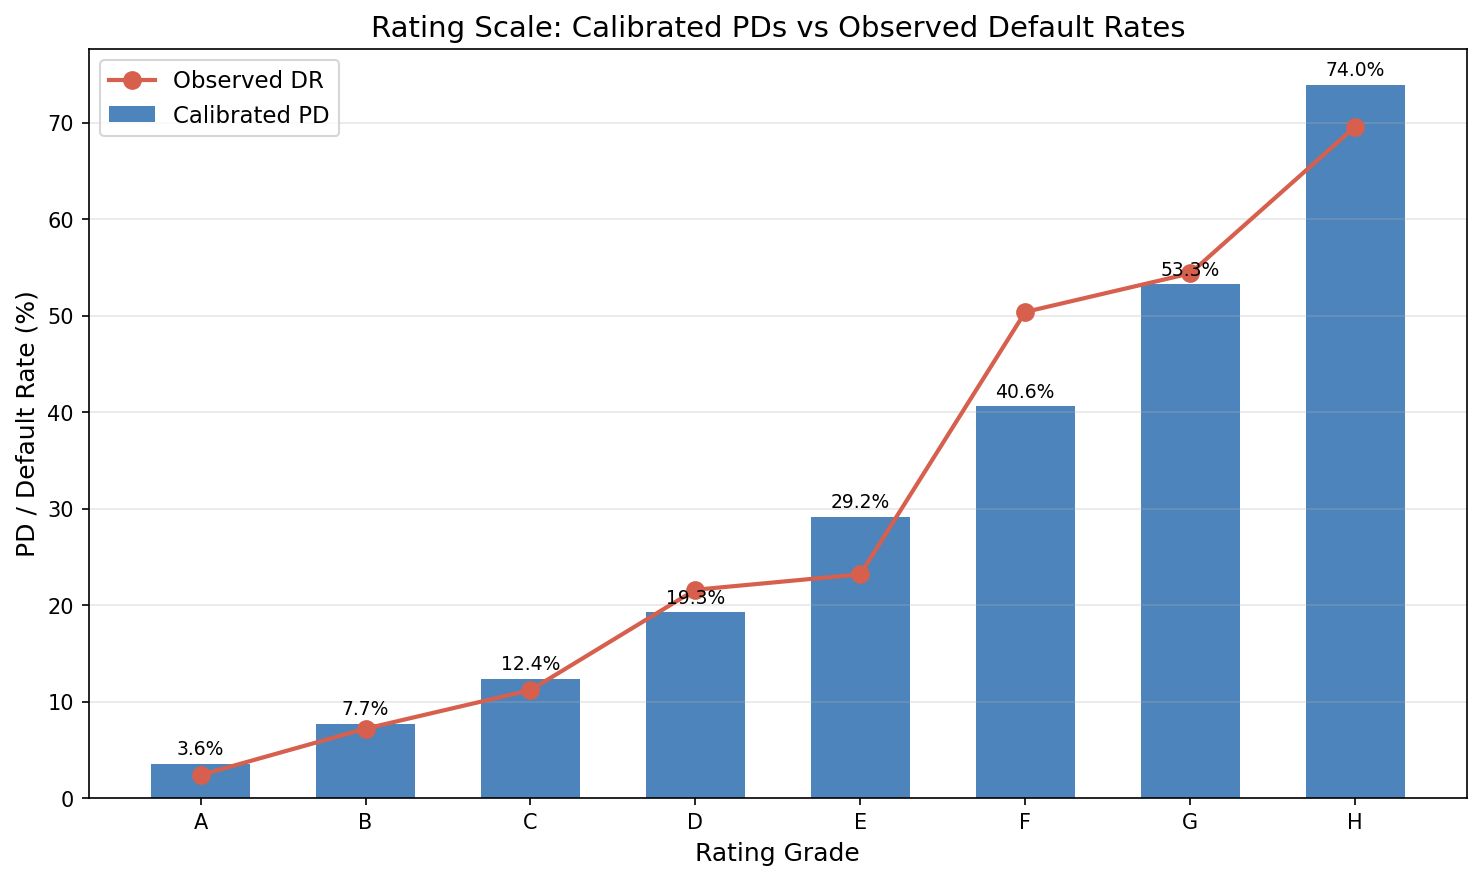 Rating Scale: Calibrated PDs vs Observed Default Rates
Observed DR
Calibrated PD
PD / Default Rate (%)
70
60
50
40
30
20
10
0
3.6%
7.7%
12.4%
19.3%
29.2%
40.6%
53.3%
74.0%
A B C D E F G H
Rating Grade